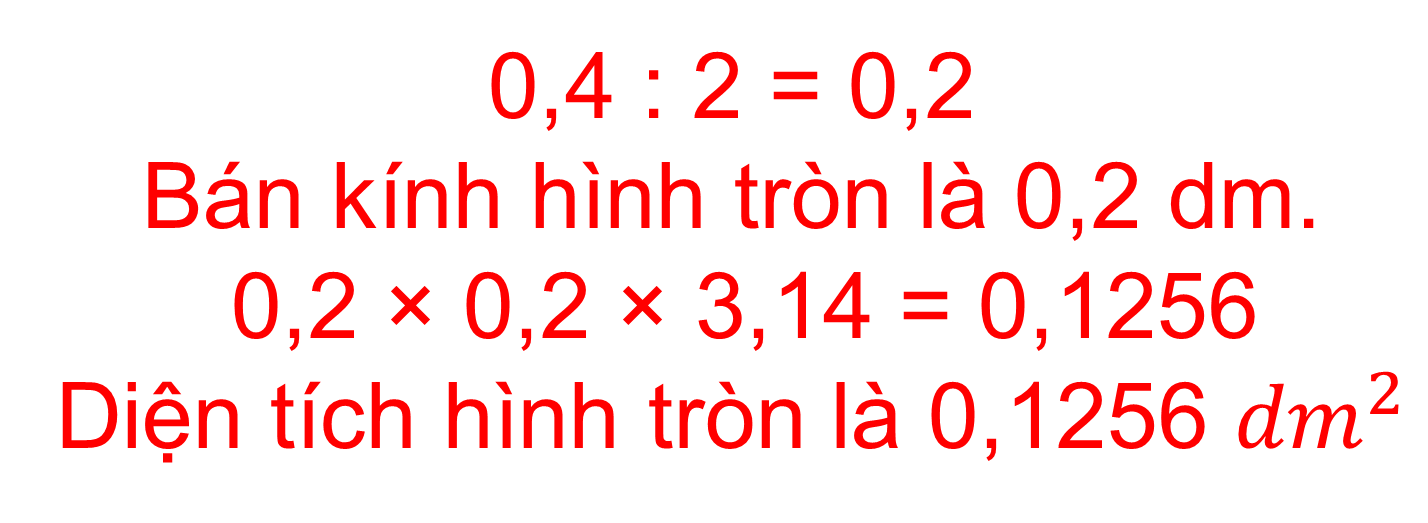 0,4 : 2 = 0,2
Bán kính hình tròn là 0,2 dm.
0,2 × 0,2 × 3,14 = 0,1256
Diện tích hình tròn là 0,1256 dm²